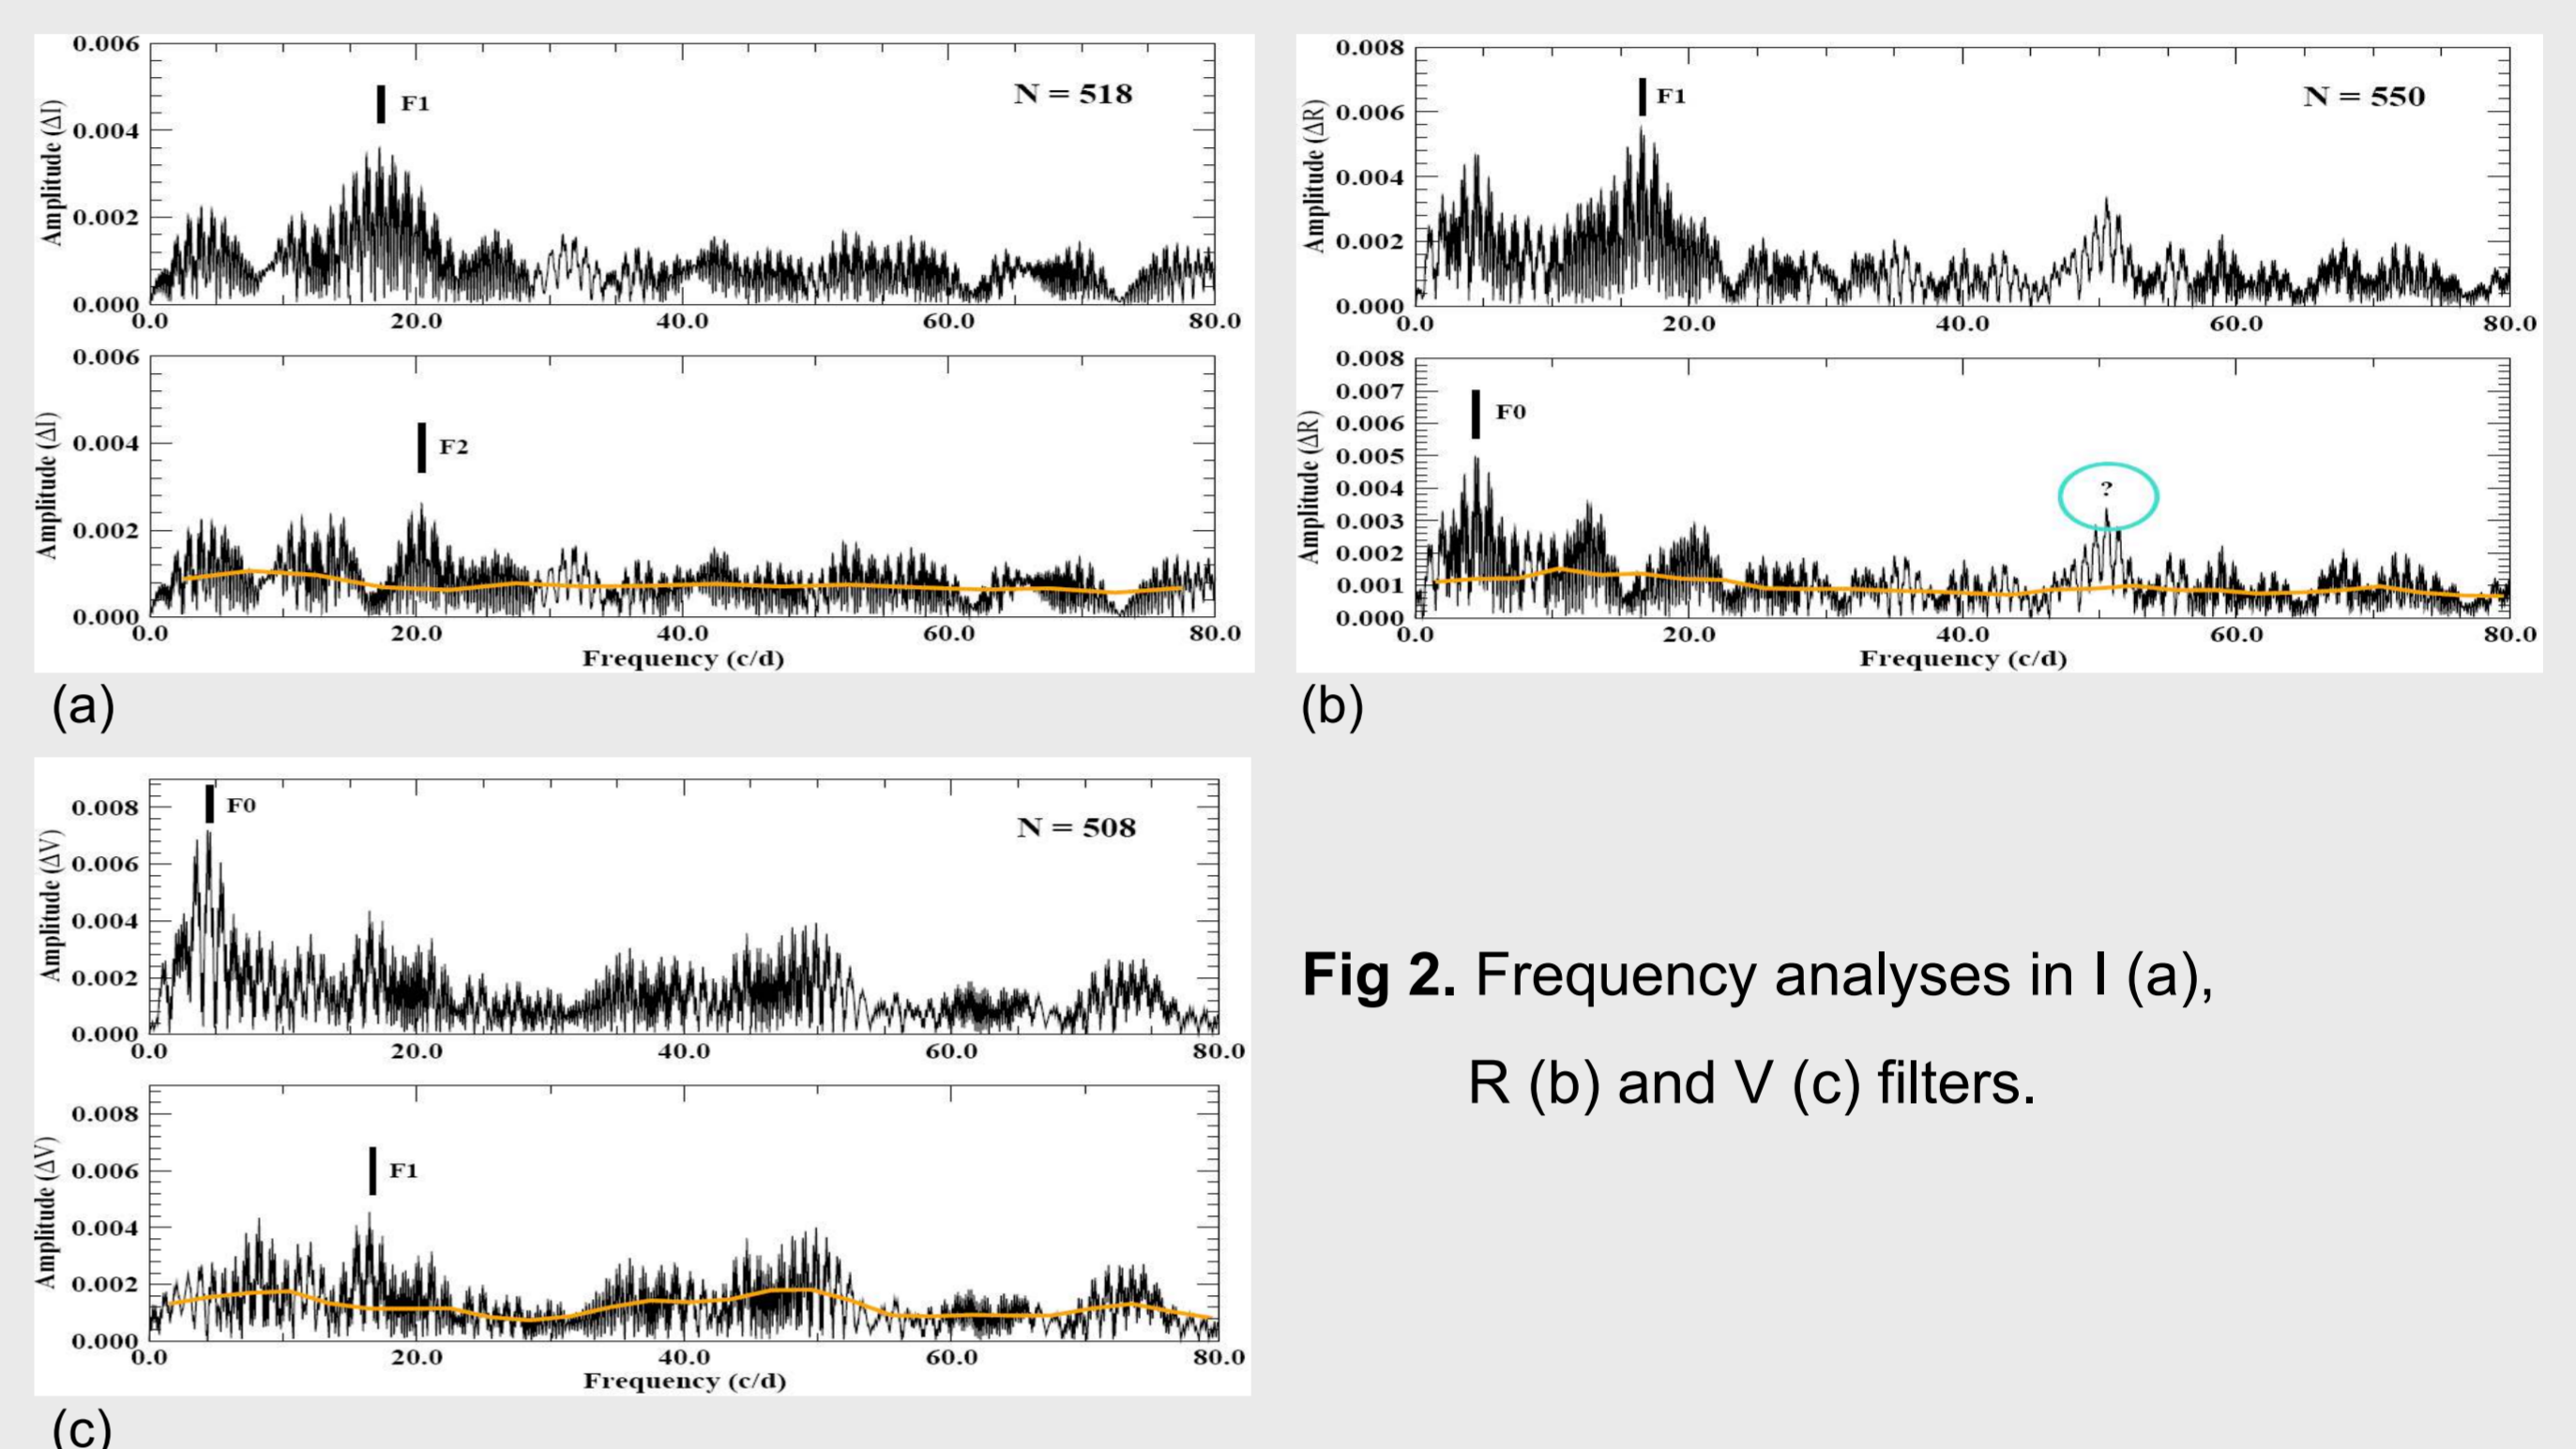 0.006
0.004
0.002
0.000
Amplitude (ΔI)
F1
N = 518
0.0 20.0 40.0 60.0 80.0
0.006
0.004
0.002
0.000
Amplitude (ΔI)
F2
0.0 20.0 40.0 60.0 80.0
Frequency (c/d)
(a)
0.008
0.006
0.004
0.002
0.000
Amplitude (ΔR)
F1
N = 550
0.0 20.0 40.0 60.0 80.0
0.008
0.007
0.006
0.005
0.004
0.003
0.002
0.001
0.000
Amplitude (ΔR)
F0
?
0.0 20.0 40.0 60.0 80.0
Frequency (c/d)
(b)
0.008
0.006
0.004
0.002
0.000
Amplitude (ΔV)
F0
N = 508
0.0 20.0 40.0 60.0 80.0
0.008
0.006
0.004
0.002
0.000
Amplitude (ΔV)
F1
0.0 20.0 40.0 60.0 80.0
Frequency (c/d)
(c)
Fig 2. Frequency analyses in I (a),
R (b) and V (c) filters.